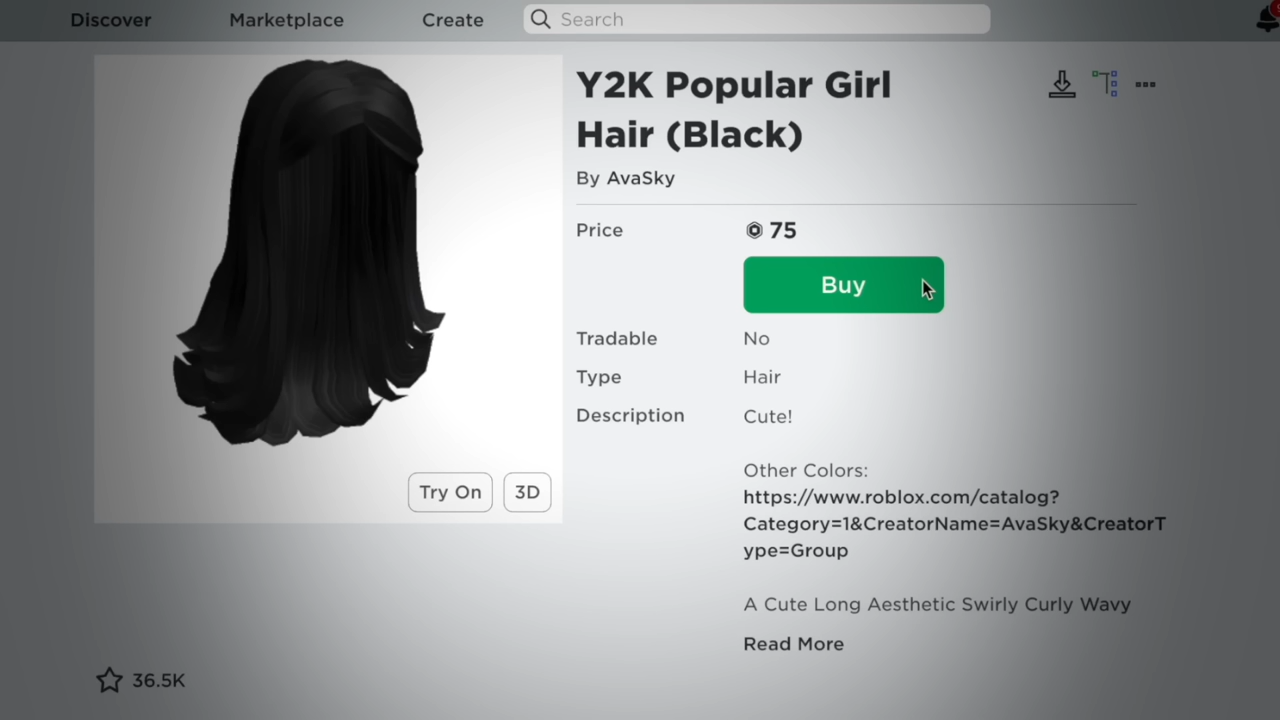 Discover Marketplace Create Search
Y2K Popular Girl
Hair (Black)
By AvaSky
Price 75
Buy
Tradable No
Type Hair
Description Cute!
Other Colors:
https://www.roblox.com/catalog?
Category=1&CreatorName=AvaSky&CreatorT
ype=Group
Try On 3D
A Cute Long Aesthetic Swirly Curly Wavy
Read More
36.5K